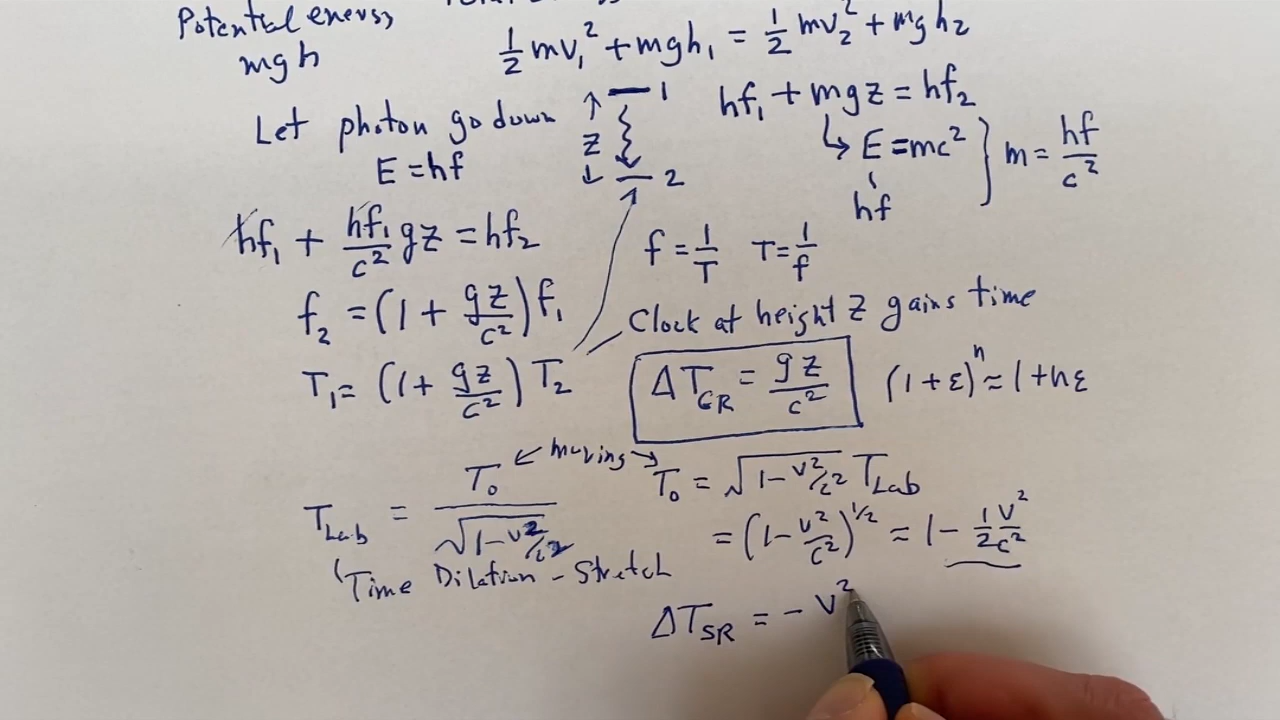 Potential energy
½mv₁² + mgh₁ = ½mv₂² + mgh₂
mgh
Let photon go down
E = hf
z
1
2
hf₁ + mgz = hf₂
↳ E = mc² } m = hf/c²
hf
hf₁ + hf₁/c² gz = hf₂
f = 1/T T = 1/f
f₂ = (1 + gz/c²) f₁
Clock at height z gains time
T₁ = (1 + gz/c²) T₂
ΔT_GR = gz/c²
(1 + ε)ⁿ ≈ 1 + nε
← moving →
T_Lab = T₀/√(1 - v²/c²)
T₀ = √(1 - v²/c²) T_Lab
= (1 - v²/c²)^1/2 ≈ 1 - ½ v²/c²
Time Dilation - Stretch
ΔT_SR = - v²